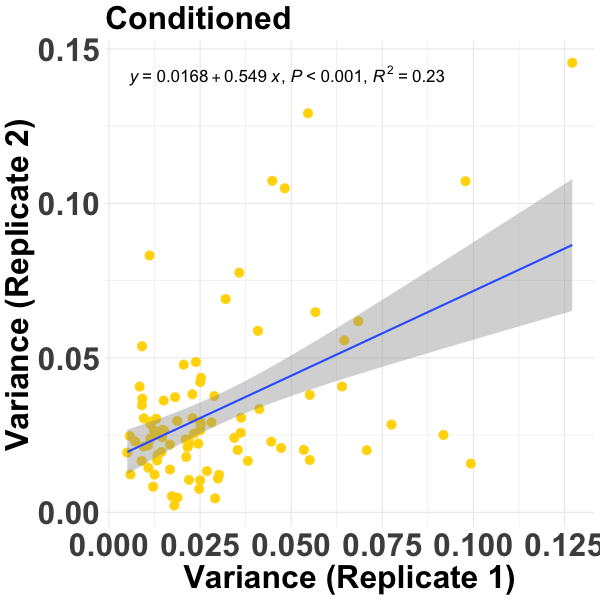 Conditioned
y = 0.0168 + 0.549 x, P < 0.001, R² = 0.23
Variance (Replicate 2)
0.15
0.10
0.05
0.00
0.000 0.025 0.050 0.075 0.100 0.125
Variance (Replicate 1)